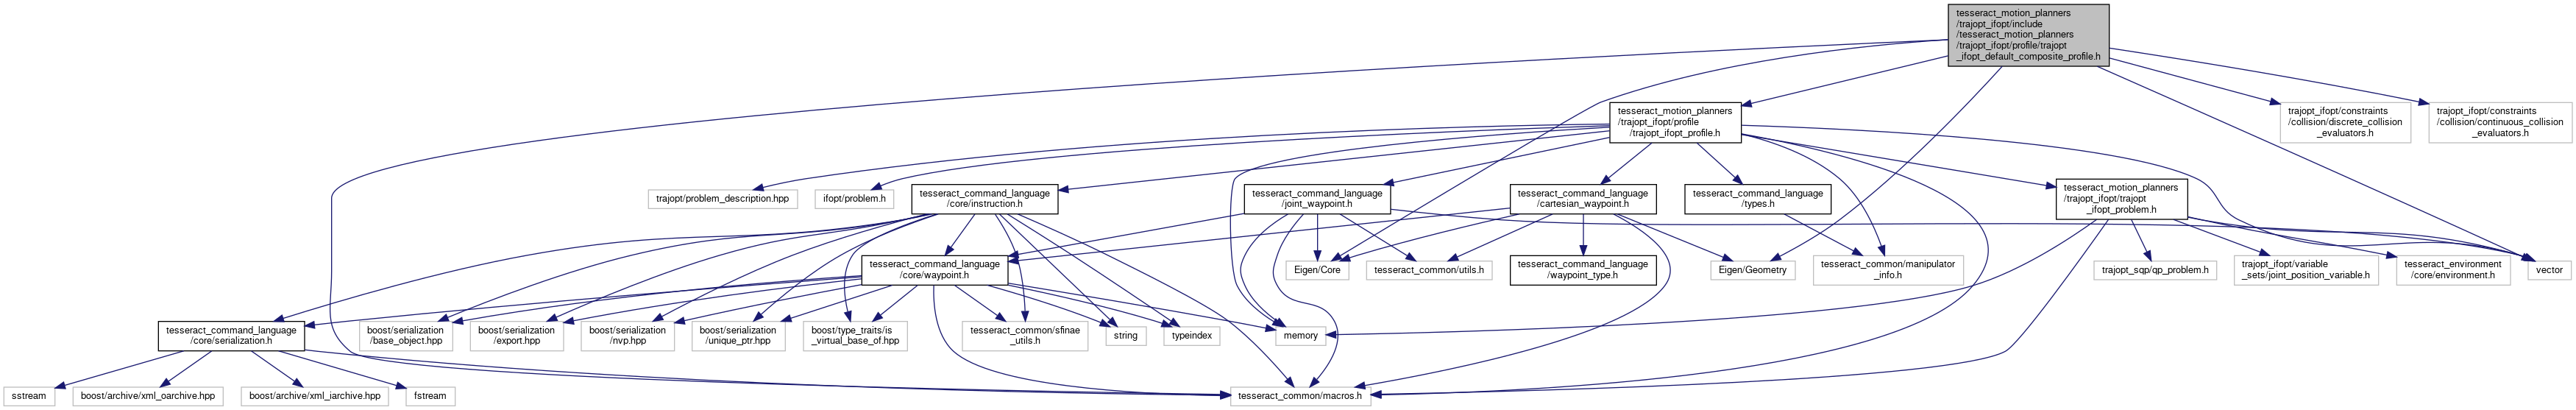 tesseract_motion_planners
/trajopt_ifopt/include
/tesseract_motion_planners
/trajopt_ifopt/profile/trajopt
_ifopt_default_composite_profile.h
tesseract_motion_planners
/trajopt_ifopt/profile
/trajopt_ifopt_profile.h
trajopt_ifopt/constraints
/collision/discrete_collision
_evaluators.h
trajopt_ifopt/constraints
/collision/continuous_collision
_evaluators.h
trajopt/problem_description.hpp
ifopt/problem.h
tesseract_command_language
/core/instruction.h
tesseract_command_language
/joint_waypoint.h
tesseract_command_language
/cartesian_waypoint.h
tesseract_command_language
/types.h
tesseract_motion_planners
/trajopt_ifopt/trajopt
_ifopt_problem.h
tesseract_command_language
/core/waypoint.h
Eigen/Core
tesseract_common/utils.h
tesseract_command_language
/waypoint_type.h
Eigen/Geometry
tesseract_common/manipulator
_info.h
trajopt_sqp/qp_problem.h
trajopt_ifopt/variable
_sets/joint_position_variable.h
tesseract_environment
/core/environment.h
vector
tesseract_command_language
/core/serialization.h
boost/serialization
/base_object.hpp
boost/serialization
/export.hpp
boost/serialization
/nvp.hpp
boost/serialization
/unique_ptr.hpp
boost/type_traits/is
_virtual_base_of.hpp
tesseract_common/sfinae
_utils.h
string
typeindex
memory
sstream
boost/archive/xml_oarchive.hpp
boost/archive/xml_iarchive.hpp
fstream
tesseract_common/macros.h